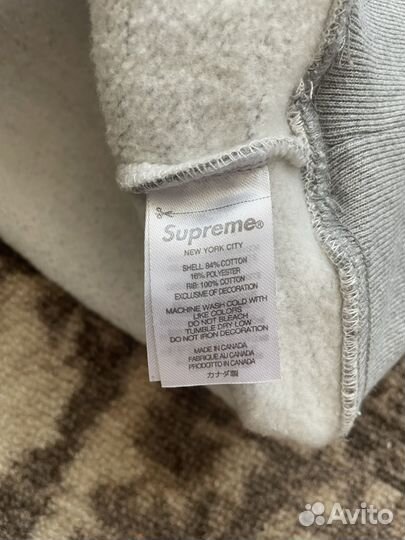 Supreme®
NEW YORK CITY
SHELL: 84% COTTON
16% POLYESTER
RIB: 100% COTTON
EXCLUSIVE OF DECORATION
MACHINE WASH COLD WITH
LIKE COLORS
DO NOT BLEACH
TUMBLE DRY LOW
DO NOT IRON DECORATION
MADE IN CANADA
FABRIQUE AU CANADA
PRODOTTO IN CANADA
カナダ製
Avito